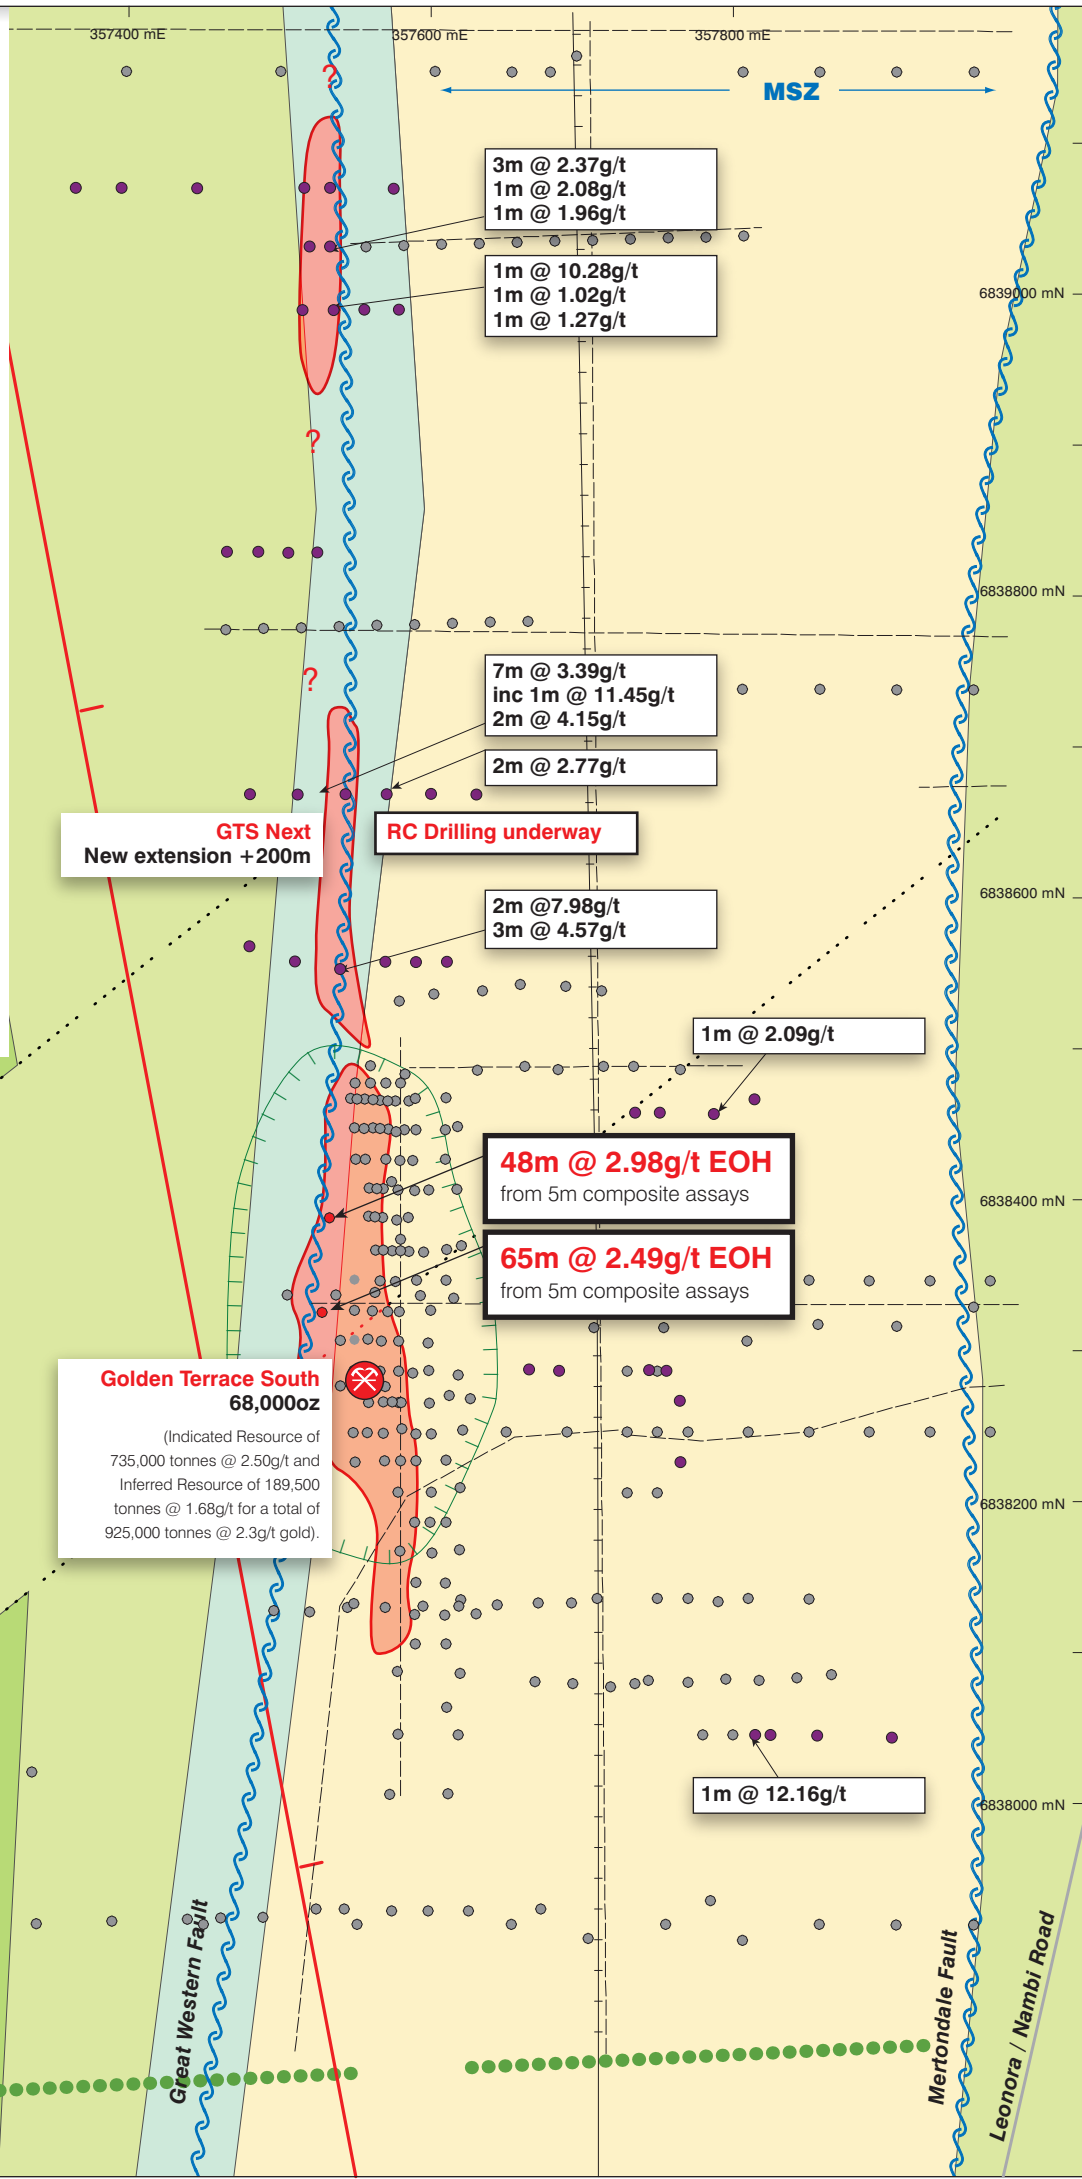 357400 mE
357600 mE
357800 mE
?
MSZ
3m @ 2.37g/t
1m @ 2.08g/t
1m @ 1.96g/t
1m @ 10.28g/t
1m @ 1.02g/t
1m @ 1.27g/t
6839000 mN
?
6838800 mN
?
7m @ 3.39g/t
inc 1m @ 11.45g/t
2m @ 4.15g/t
2m @ 2.77g/t
GTS Next
New extension +200m
RC Drilling underway
2m @7.98g/t
3m @ 4.57g/t
6838600 mN
1m @ 2.09g/t
48m @ 2.98g/t EOH
from 5m composite assays
6838400 mN
65m @ 2.49g/t EOH
from 5m composite assays
Golden Terrace South
68,000oz
(Indicated Resource of
735,000 tonnes @ 2.50g/t and
Inferred Resource of 189,500
tonnes @ 1.68g/t for a total of
925,000 tonnes @ 2.3g/t gold).
6838200 mN
1m @ 12.16g/t
6838000 mN
Great Western Fault
Mertondale Fault
Leonora / Nambi Road